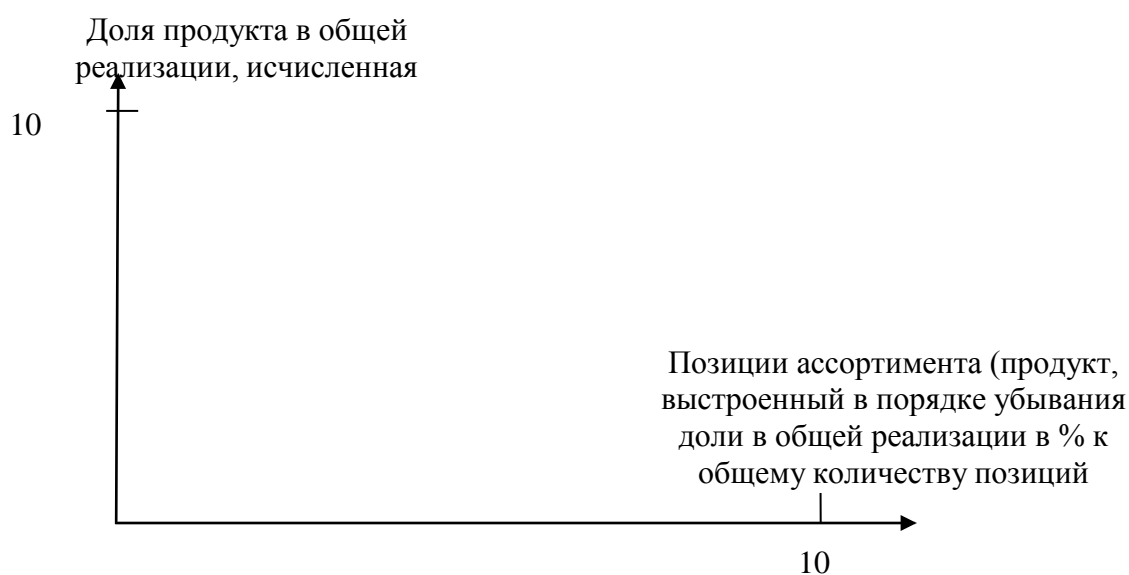 Доля продукта в общей
реализации, исчисленная
10
Позиции ассортимента (продукт,
выстроенный в порядке убывания
доли в общей реализации в % к
общему количеству позиций
10